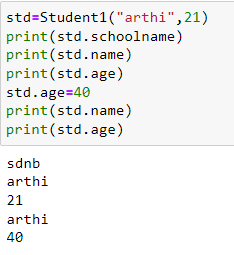 std=Student1("arthi",21)
print(std.schoolname)
print(std.name)
print(std.age)
std.age=40
print(std.name)
print(std.age)
sdnb
arthi
21
arthi
40